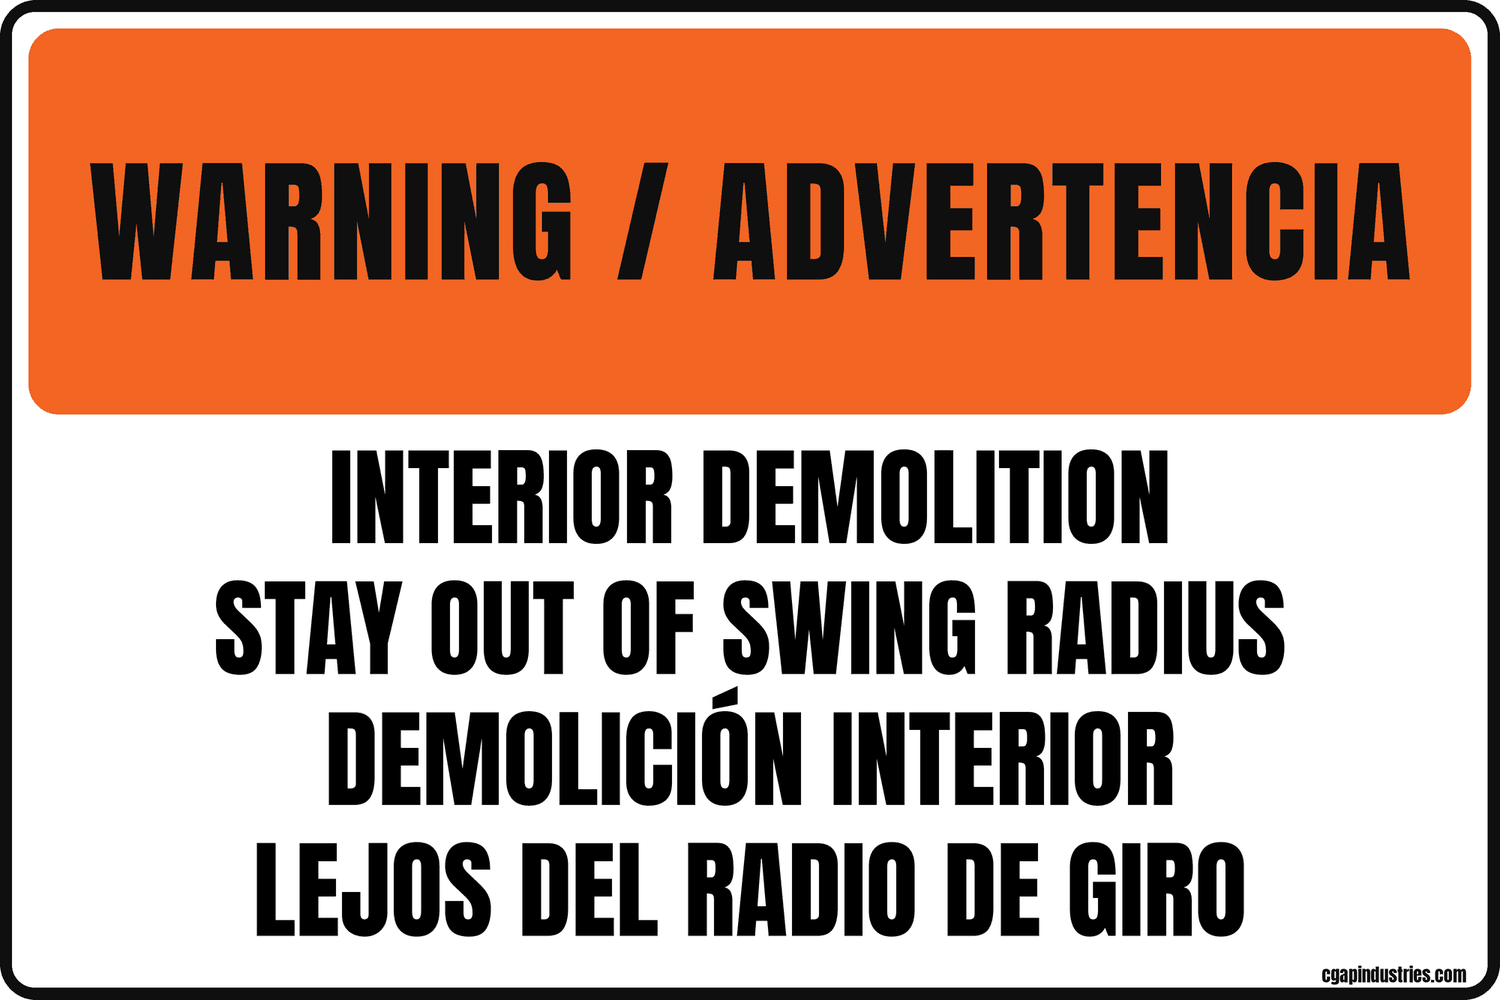 WARNING / ADVERTENCIA
INTERIOR DEMOLITION
STAY OUT OF SWING RADIUS
DEMOLICIÓN INTERIOR
LEJOS DEL RADIO DE GIRO
cgapindustries.com